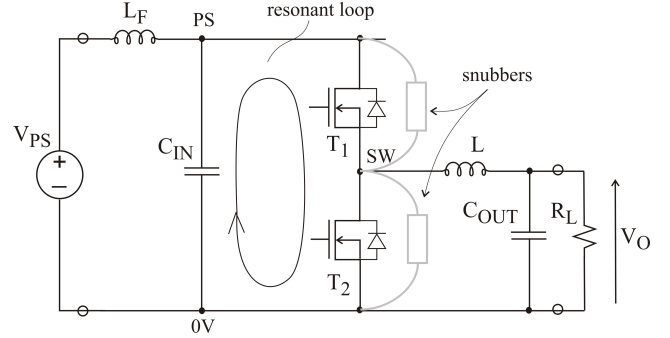 resonant loop
L_F
PS
snubbers
V_PS
+
−
C_IN
T_1
SW
L
C_OUT
R_L
V_O
T_2
0V